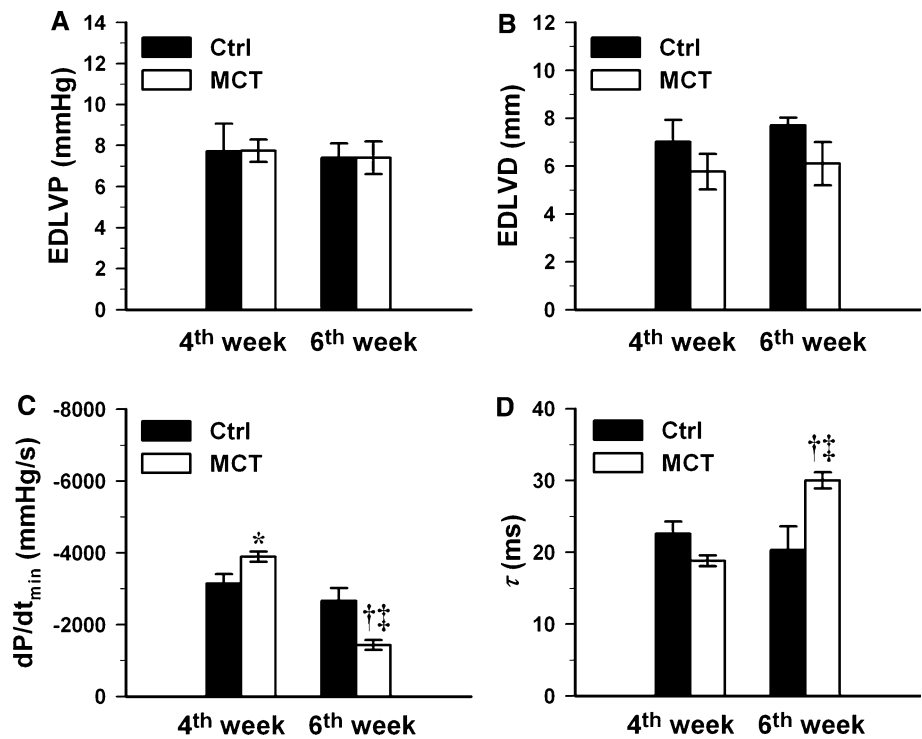 A
14
12
10
8
6
4
2
0
EDLVP (mmHg)
Ctrl
MCT
4th week 6th week
B
12
10
8
6
4
2
0
EDLVD (mm)
Ctrl
MCT
4th week 6th week
C
-8000
-6000
-4000
-2000
0
dP/dtmin (mmHg/s)
Ctrl
MCT
*
†‡
4th week 6th week
D
40
30
20
10
0
τ (ms)
Ctrl
MCT
†‡
4th week 6th week